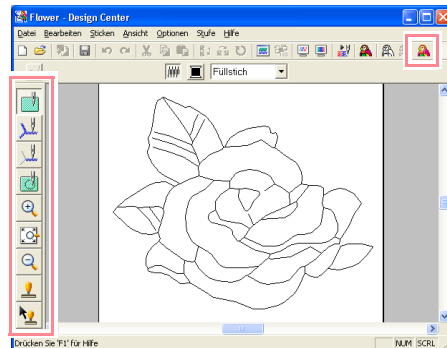 Flower - Design Center
Datei Bearbeiten Sticken Ansicht Optionen Stufe Hilfe
Füllstich
Drücken Sie 'F1' für Hilfe NUM SCRL